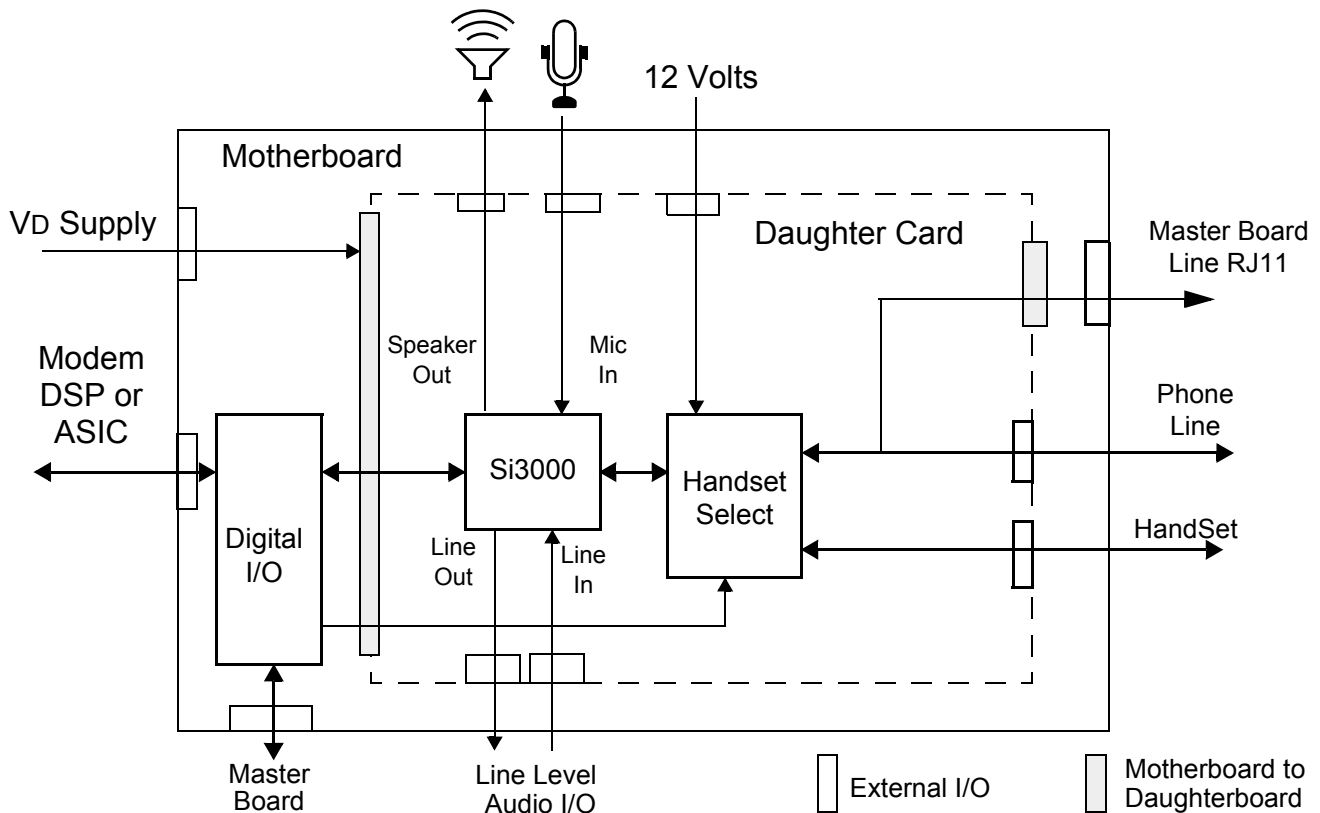 12 Volts
Motherboard
VD Supply
Daughter Card
Master Board
Line RJ11
Speaker
Out
Mic
In
Modem
DSP or
ASIC
Phone
Line
Si3000
Handset
Select
Digital
I/O
Line
Out
Line
In
HandSet
Master
Board
Line Level
Audio I/O
External I/O
Motherboard to
Daughterboard